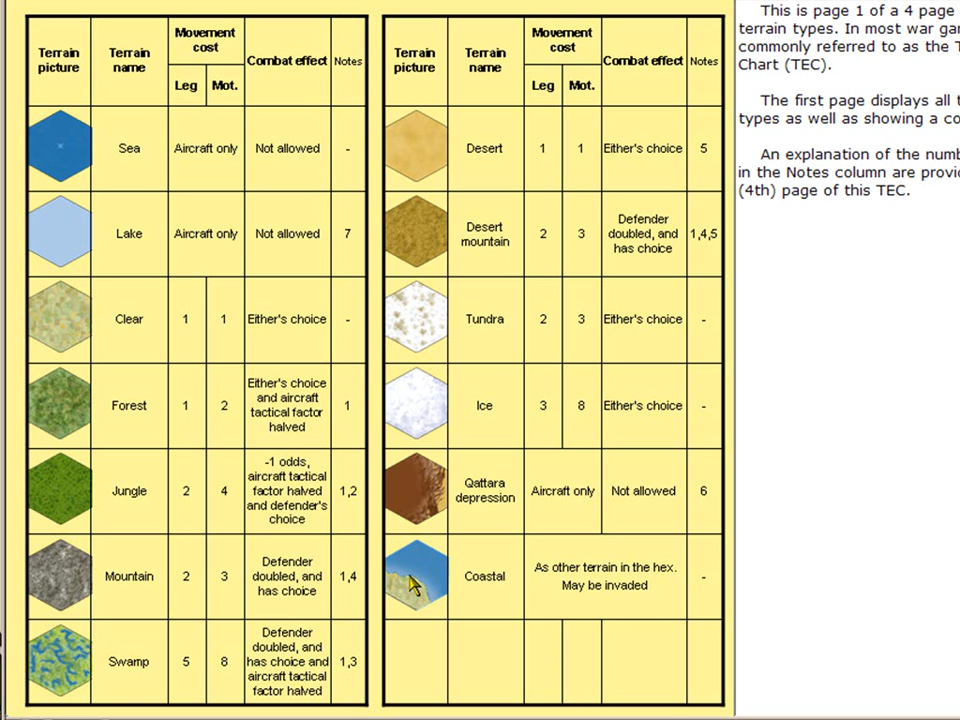 Terrain picture
Terrain name
Movement cost
Leg
Mot.
Combat effect
Notes
Sea
Aircraft only
Not allowed
-
Lake
Aircraft only
Not allowed
7
Clear
1
1
Either's choice
-
Forest
1
2
Either's choice
and aircraft
tactical factor
halved
1
Jungle
2
4
-1 odds,
aircraft tactical
factor halved
and defender's
choice
1,2
Mountain
2
3
Defender
doubled, and
has choice
1,4
Swamp
5
8
Defender
doubled, and
has choice and
aircraft tactical
factor halved
1,3
Terrain picture
Terrain name
Movement cost
Leg
Mot.
Combat effect
Notes
Desert
1
1
Either's choice
5
Desert
mountain
2
3
Defender
doubled, and
has choice
1,4,5
Tundra
2
3
Either's choice
-
Ice
3
8
Either's choice
-
Qattara
depression
Aircraft only
Not allowed
6
Coastal
As other terrain in the hex.
May be invaded
-
This is page 1 of a 4 page
terrain types. In most war
commonly referred to as the
Chart (TEC).
The first page displays all
types as well as showing a
An explanation of the
in the Notes column are
(4th) page of this TEC.